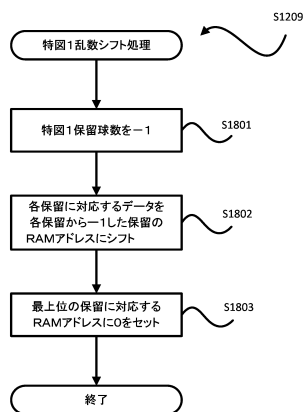 S1209
特図1乱数シフト処理
特図1保留球数を－1
S1801
各保留に対応するデータを
各保留から－1した保留の
RAMアドレスにシフト
S1802
最上位の保留に対応する
RAMアドレスに0をセット
S1803
終了